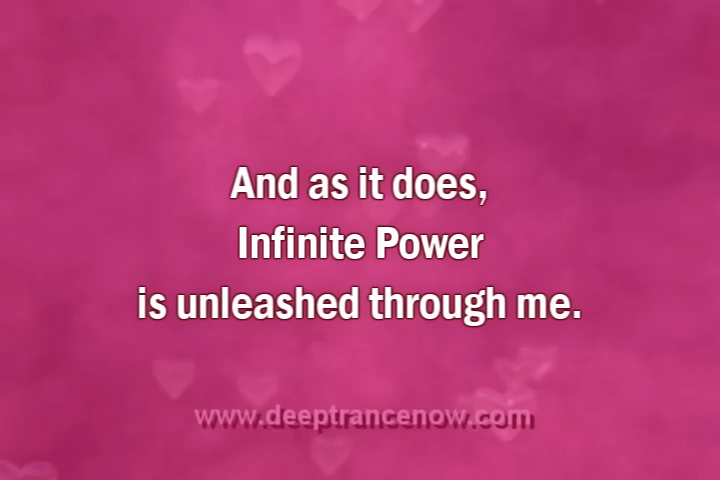 And as it does,
Infinite Power
is unleashed through me.
www.deeptrancenow.com